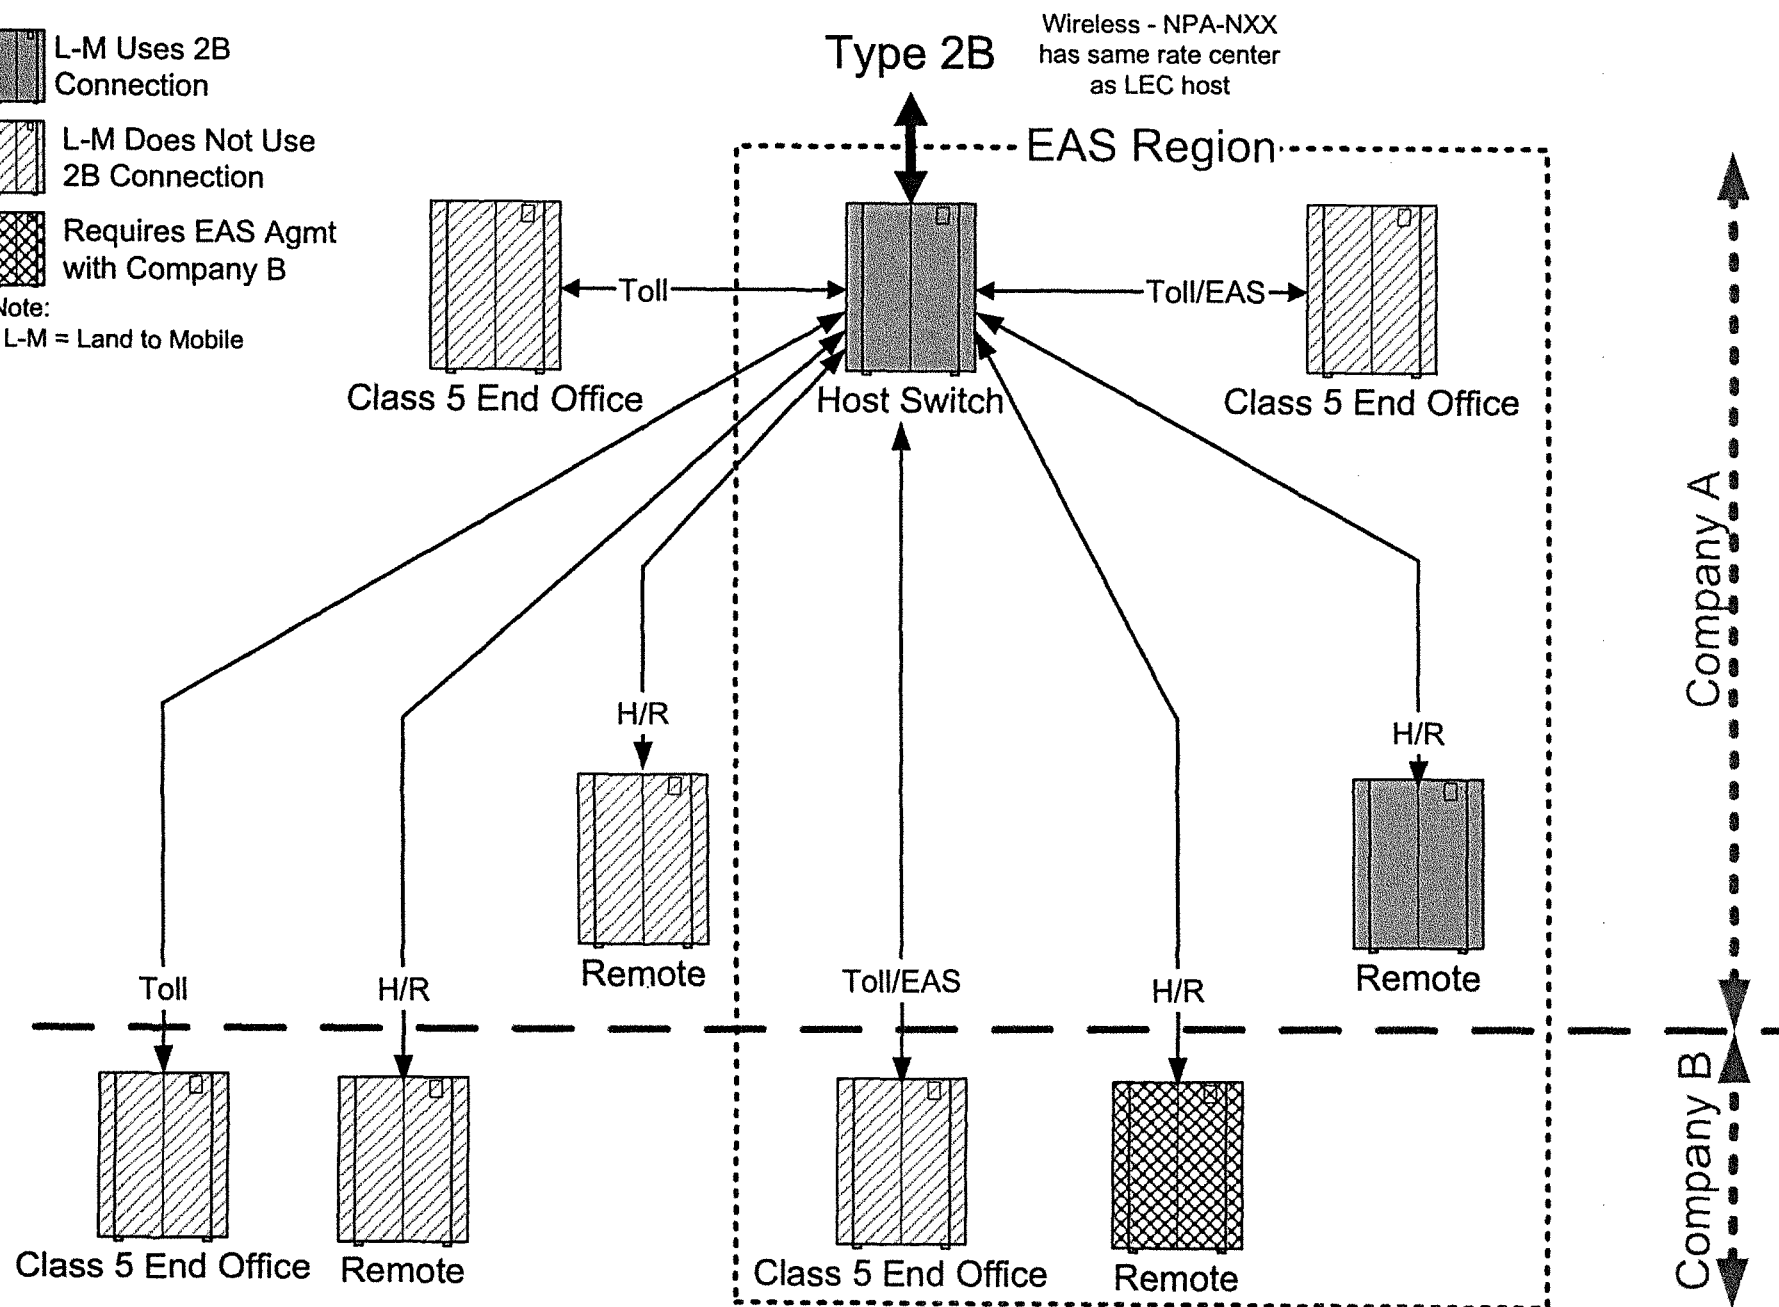 L-M Uses 2B
Connection
L-M Does Not Use
2B Connection
Requires EAS Agmt
with Company B
Note:
L-M = Land to Mobile
Type 2B
Wireless - NPA-NXX
has same rate center
as LEC host
EAS Region
Toll
Toll/EAS
Class 5 End Office
Host Switch
Class 5 End Office
Company A
H/R
H/R
Remote
Remote
Toll
H/R
Toll/EAS
H/R
Company B
Class 5 End Office
Remote
Class 5 End Office
Remote